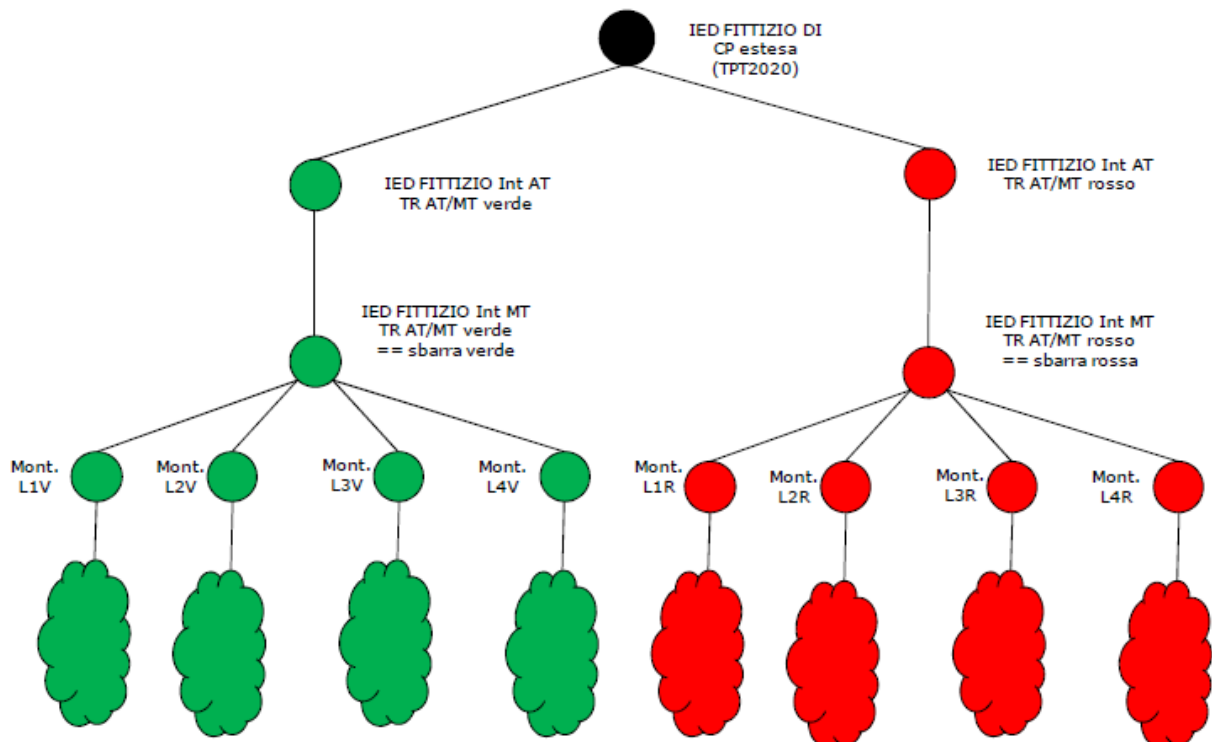 IED FITTIZIO DI
CP estesa
(TPT2020)
IED FITTIZIO Int AT
TR AT/MT verde
IED FITTIZIO Int AT
TR AT/MT rosso
IED FITTIZIO Int MT
TR AT/MT verde
== sbarra verde
IED FITTIZIO Int MT
TR AT/MT rosso
== sbarra rossa
Mont.
L1V
Mont.
L2V
Mont.
L3V
Mont.
L4V
Mont.
L1R
Mont.
L2R
Mont.
L3R
Mont.
L4R